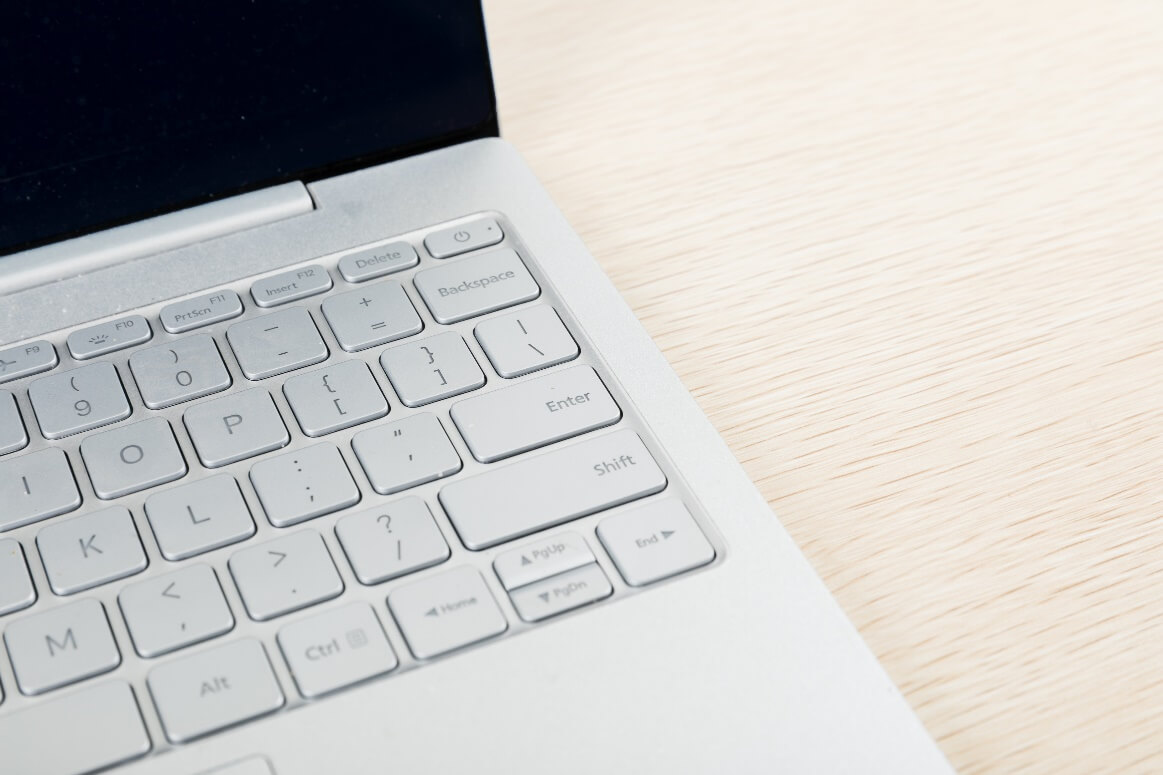 F9
F10
PrtScn F11
Insert F12
Delete
( 9
) 0
_ -
+ =
Backspace
I
O
P
{ [
} ]
| \
K
L
: ;
" '
Enter
M
< ,
> .
? /
Shift
Alt
Ctrl
◀ Home
▲ PgUp
▼ PgDn
End ▶